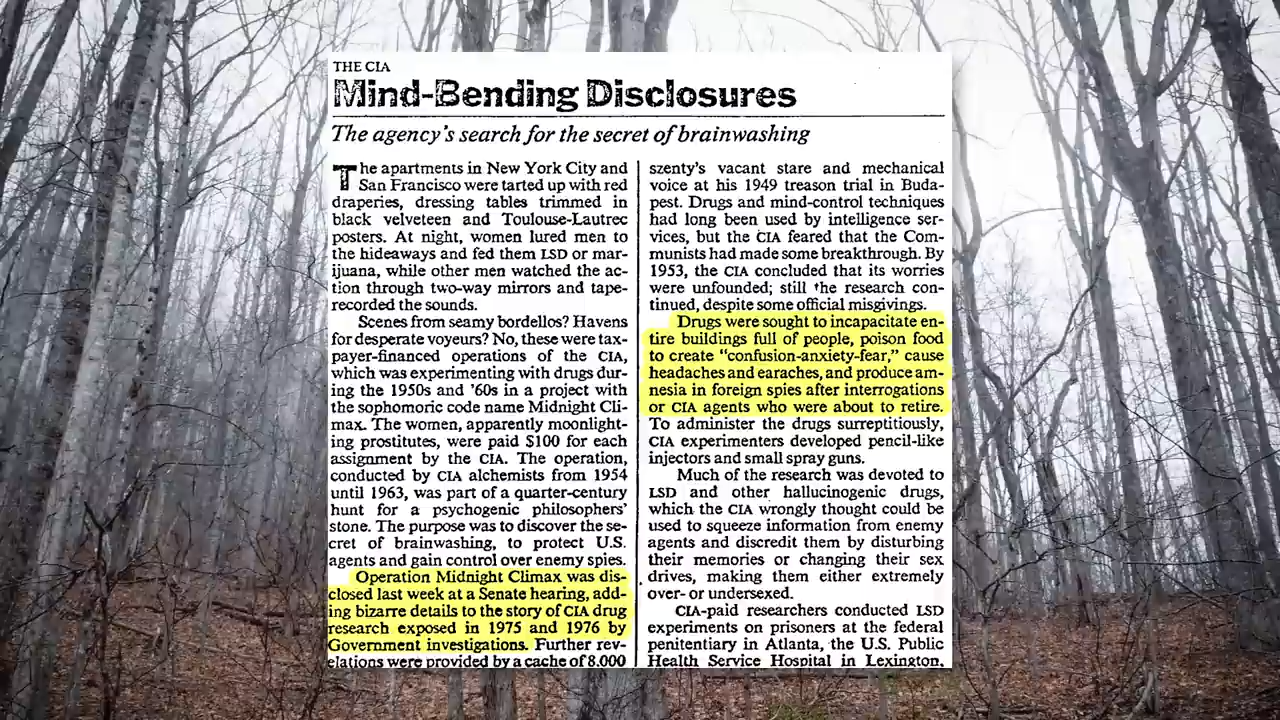 THE CIA
Mind-Bending Disclosures
The agency's search for the secret of brainwashing
The apartments in New York City and
San Francisco were tarted up with red
draperies, dressing tables trimmed in
black velveteen and Toulouse-Lautrec
posters. At night, women lured men to
the hideaways and fed them LSD or mar-
ijuana, while other men watched the ac-
tion through two-way mirrors and tape-
recorded the sounds.
Scenes from seamy bordellos? Havens
for desperate voyeurs? No, these were tax-
payer-financed operations of the CIA,
which was experimenting with drugs dur-
ing the 1950s and '60s in a project with
the sophomoric code name Midnight Cli-
max. The women, apparently moonlight-
ing prostitutes, were paid $100 for each
assignment by the CIA. The operation,
conducted by CIA alchemists from 1954
until 1963, was part of a quarter-century
hunt for a psychogenic philosophers'
stone. The purpose was to discover the se-
cret of brainwashing, to protect U.S.
agents and gain control over enemy spies.
Operation Midnight Climax was dis-
closed last week at a Senate hearing, add-
ing bizarre details to the story of CIA drug
research exposed in 1975 and 1976 by
Government investigations. Further rev-
elations were provided by a cache of 8,000
szenty's vacant stare and mechanical
voice at his 1949 treason trial in Buda-
pest. Drugs and mind-control techniques
had long been used by intelligence ser-
vices, but the CIA feared that the Com-
munists had made some breakthrough. By
1953, the CIA concluded that its worries
were unfounded; still the research con-
tinued, despite some official misgivings.
Drugs were sought to incapacitate en-
tire buildings full of people, poison food
to create "confusion-anxiety-fear," cause
headaches and earaches, and produce am-
nesia in foreign spies after interrogations
or CIA agents who were about to retire.
To administer the drugs surreptitiously,
CIA experimenters developed pencil-like
injectors and small spray guns.
Much of the research was devoted to
LSD and other hallucinogenic drugs,
which the CIA wrongly thought could be
used to squeeze information from enemy
agents and discredit them by disturbing
their memories or changing their sex
drives, making them either extremely
over- or undersexed.
CIA-paid researchers conducted LSD
experiments on prisoners at the federal
penitentiary in Atlanta, the U.S. Public
Health Service Hospital in Lexington,